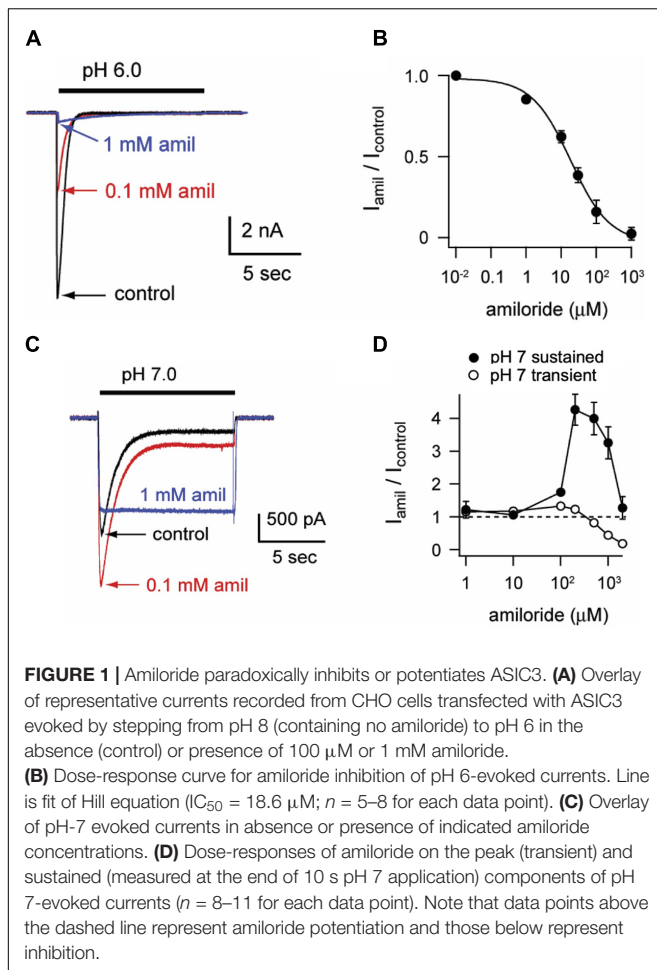 A
pH 6.0
1 mM amil
0.1 mM amil
control
2 nA
5 sec
B
I_amil / I_control
1.0
0.5
0
10⁻²
0.1
1
10
10²
10³
amiloride (μM)
C
pH 7.0
1 mM amil
control
0.1 mM amil
500 pA
5 sec
D
pH 7 sustained
pH 7 transient
I_amil / I_control
4
3
2
1
0
1
10
10²
10³
amiloride (μM)
FIGURE 1 | Amiloride paradoxically inhibits or potentiates ASIC3. (A) Overlay
of representative currents recorded from CHO cells transfected with ASIC3
evoked by stepping from pH 8 (containing no amiloride) to pH 6 in the
absence (control) or presence of 100 μM or 1 mM amiloride.
(B) Dose-response curve for amiloride inhibition of pH 6-evoked currents. Line
is fit of Hill equation (IC₅₀ = 18.6 μM; n = 5–8 for each data point). (C) Overlay
of pH-7 evoked currents in absence or presence of indicated amiloride
concentrations. (D) Dose-responses of amiloride on the peak (transient) and
sustained (measured at the end of 10 s pH 7 application) components of pH
7-evoked currents (n = 8–11 for each data point). Note that data points above
the dashed line represent amiloride potentiation and those below represent
inhibition.